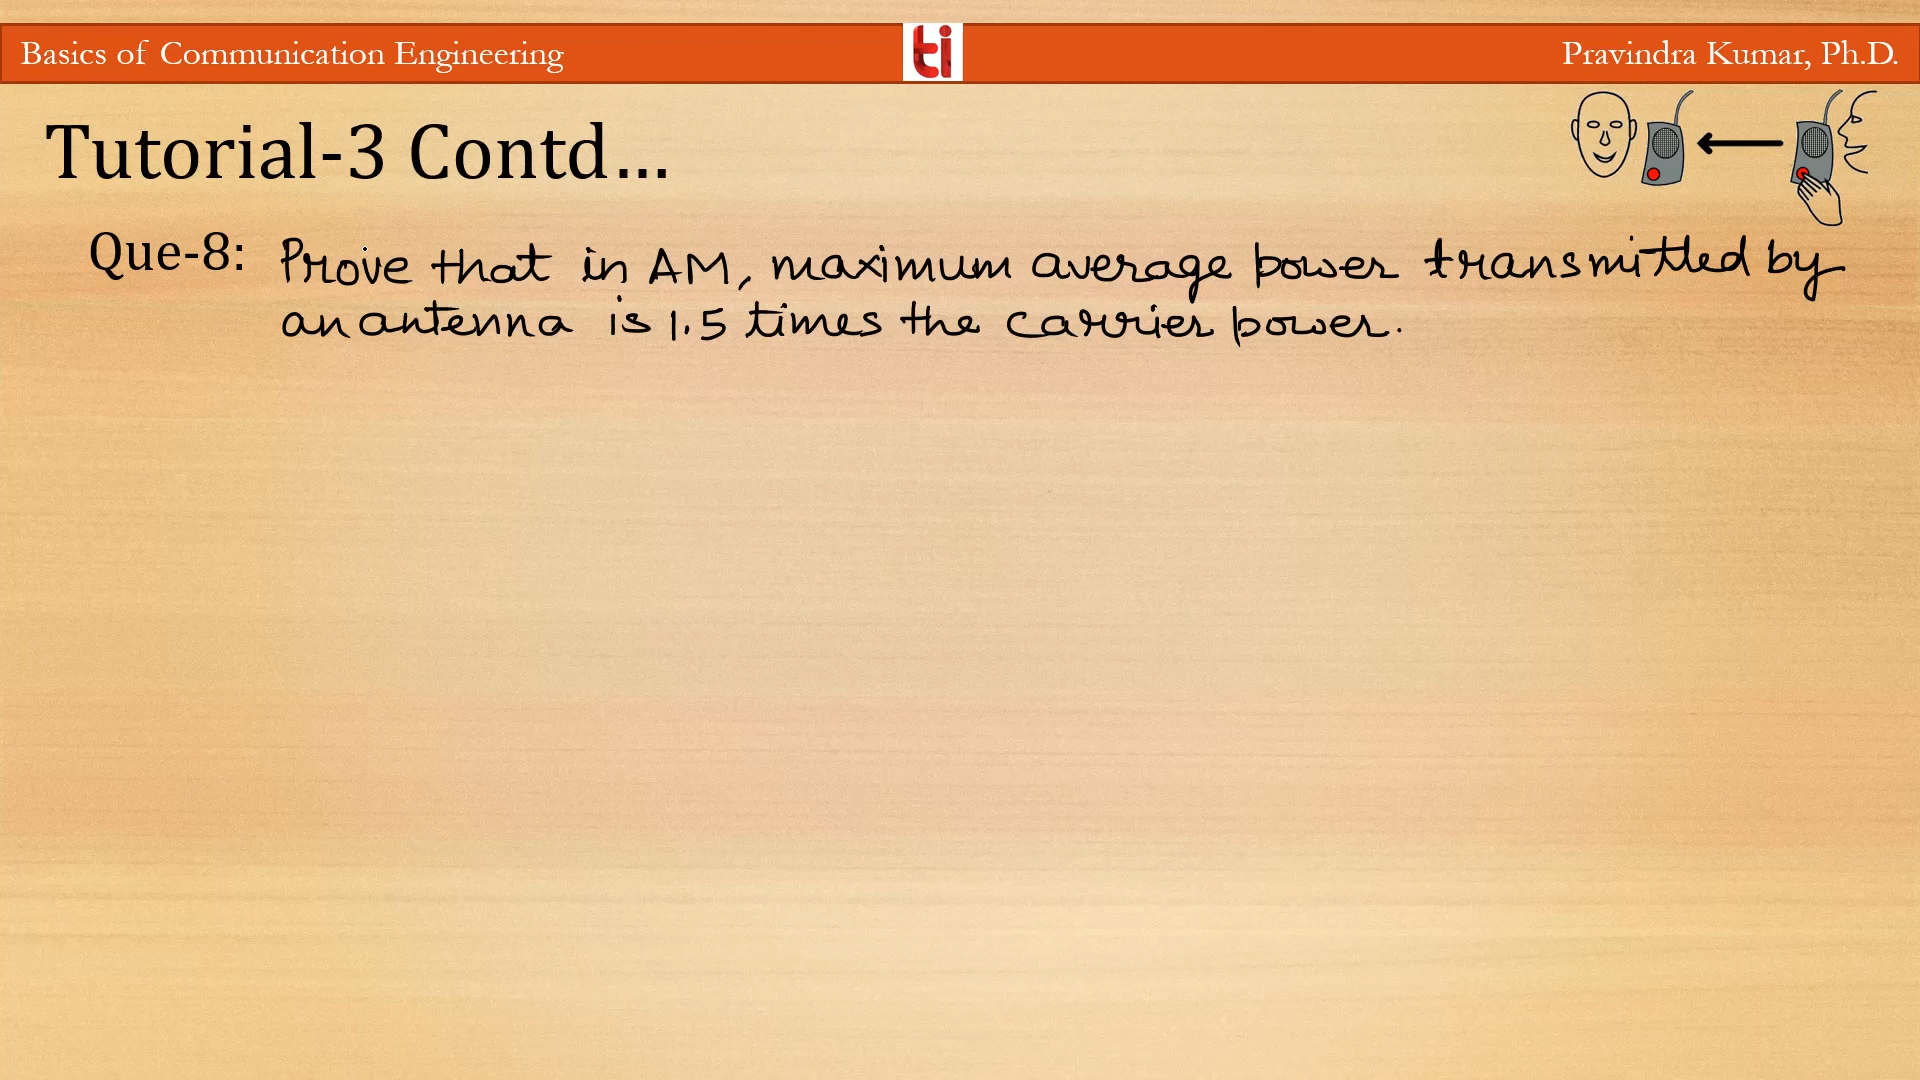 Basics of Communication Engineering
ti
Pravindra Kumar, Ph.D.
Tutorial-3 Contd...
Que-8: Prove that in AM, maximum average power transmitted by
an antenna is 1.5 times the carrier power.